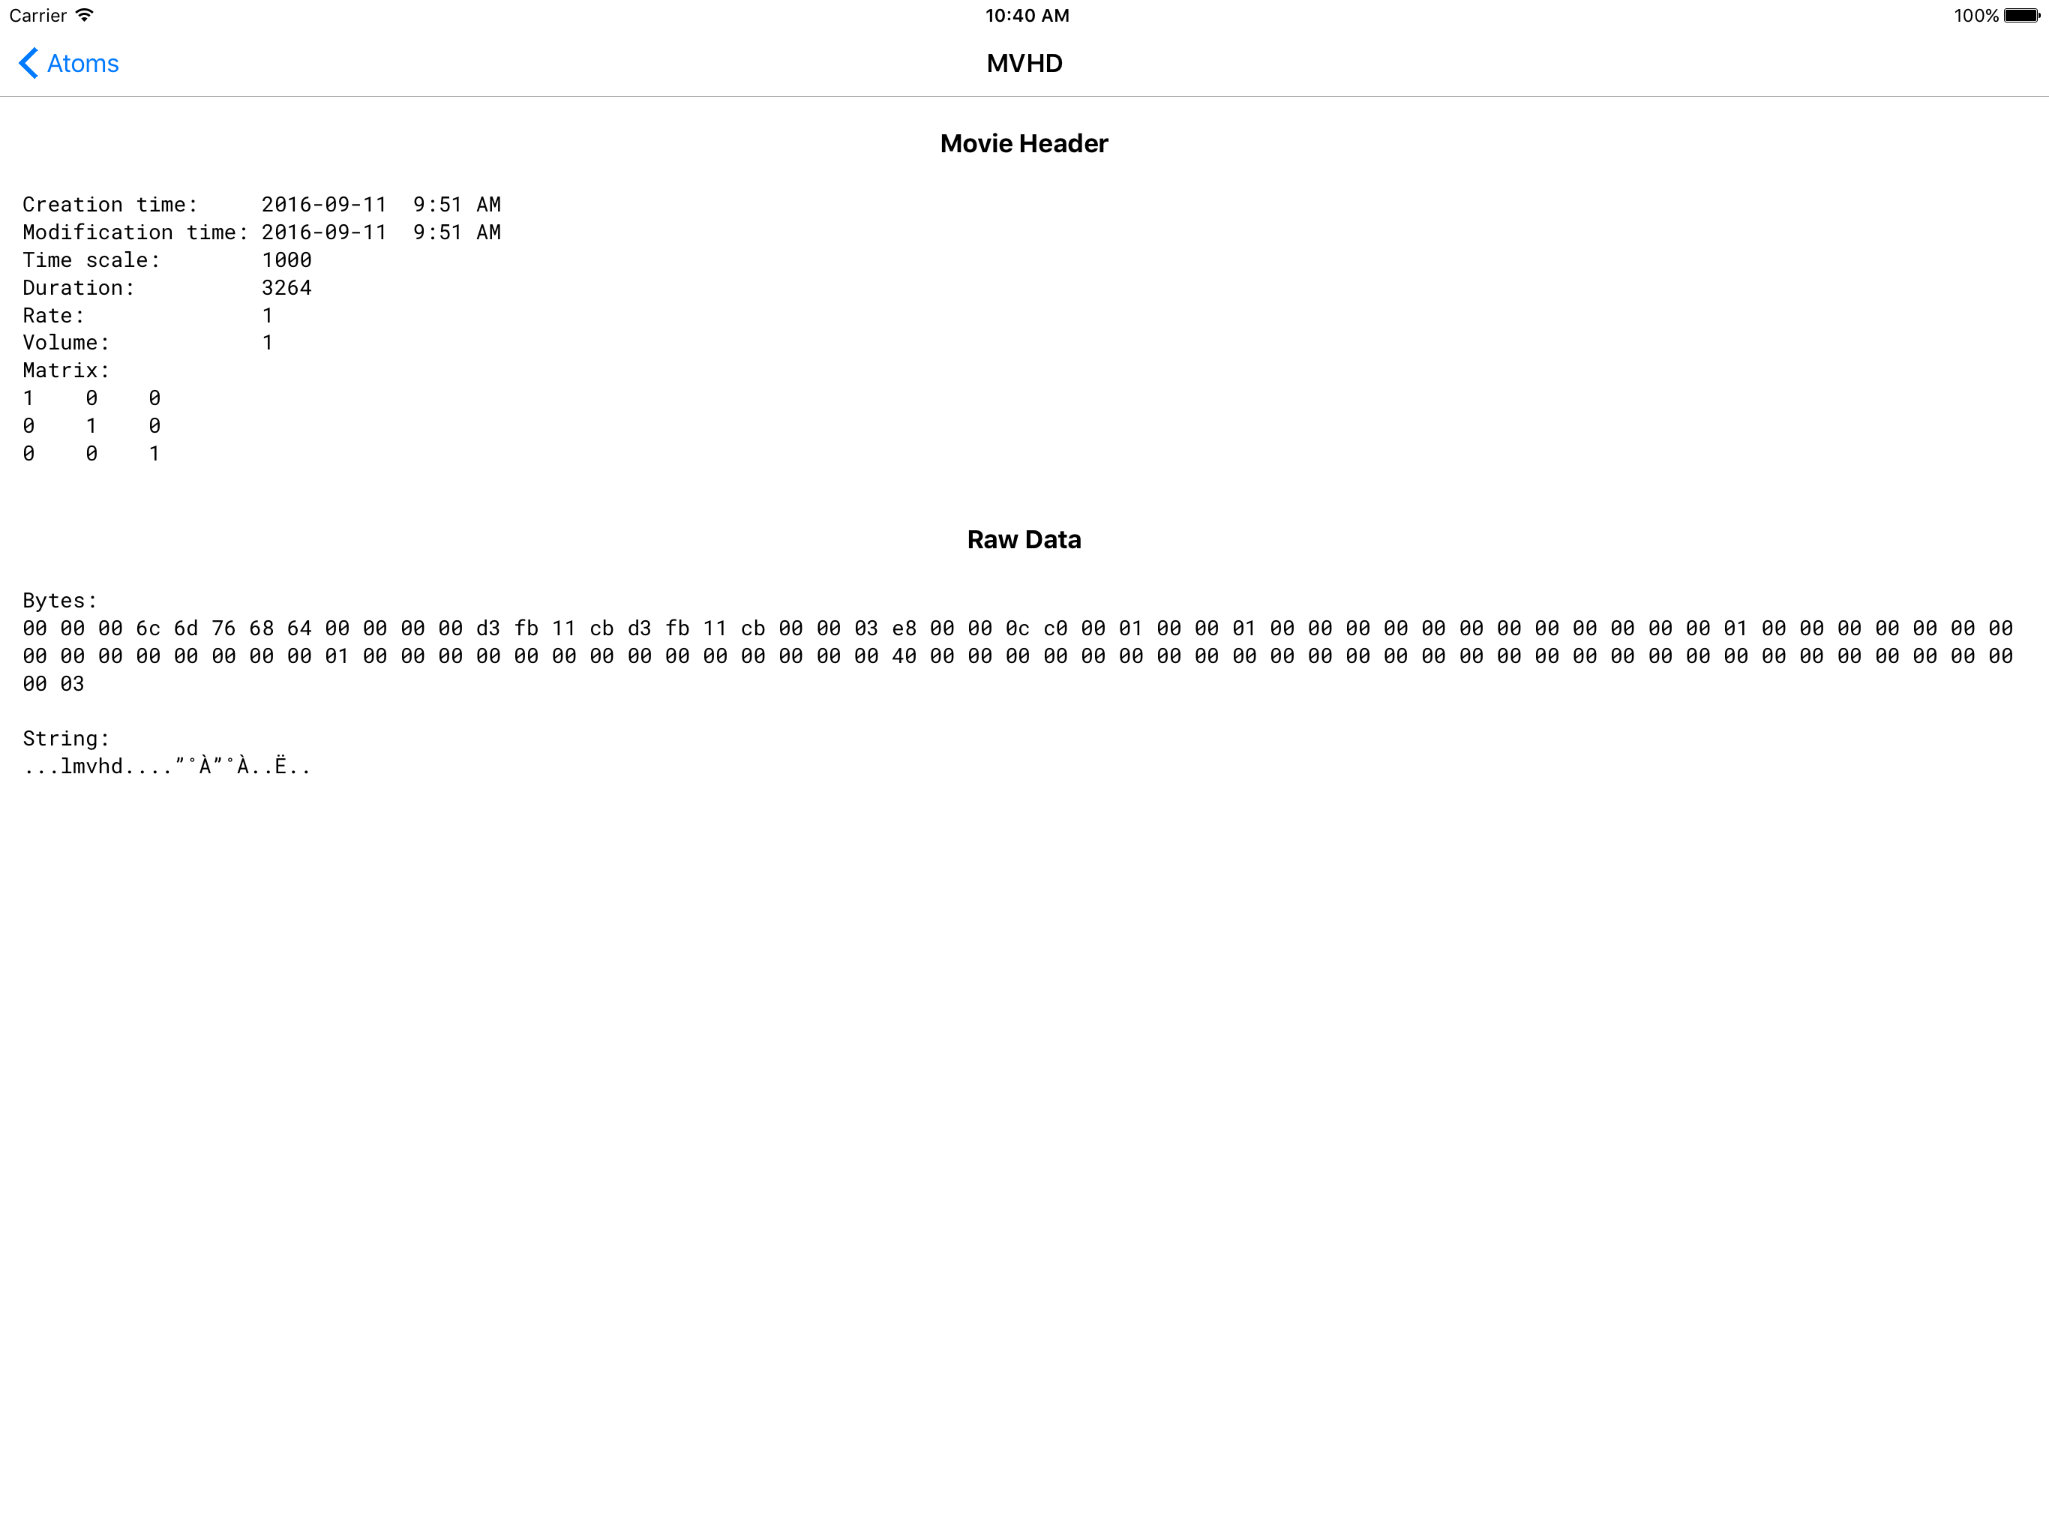 Carrier 10:40 AM 100%
Atoms MVHD
Movie Header
Creation time:     2016-09-11  9:51 AM
Modification time: 2016-09-11  9:51 AM
Time scale:        1000
Duration:          3264
Rate:              1
Volume:            1
Matrix:
1    0    0
0    1    0
0    0    1
Raw Data
Bytes:
00 00 00 6c 6d 76 68 64 00 00 00 00 d3 fb 11 cb d3 fb 11 cb 00 00 03 e8 00 00 0c c0 00 01 00 00 01 00 00 00 00 00 00 00 00 00 00 00 00 01 00 00 00 00 00 00 00
00 00 00 00 00 00 00 00 01 00 00 00 00 00 00 00 00 00 00 00 00 00 00 40 00 00 00 00 00 00 00 00 00 00 00 00 00 00 00 00 00 00 00 00 00 00 00 00 00 00 00 00 00
00 03
String:
...lmvhd....”˚À”˚À..Ë..